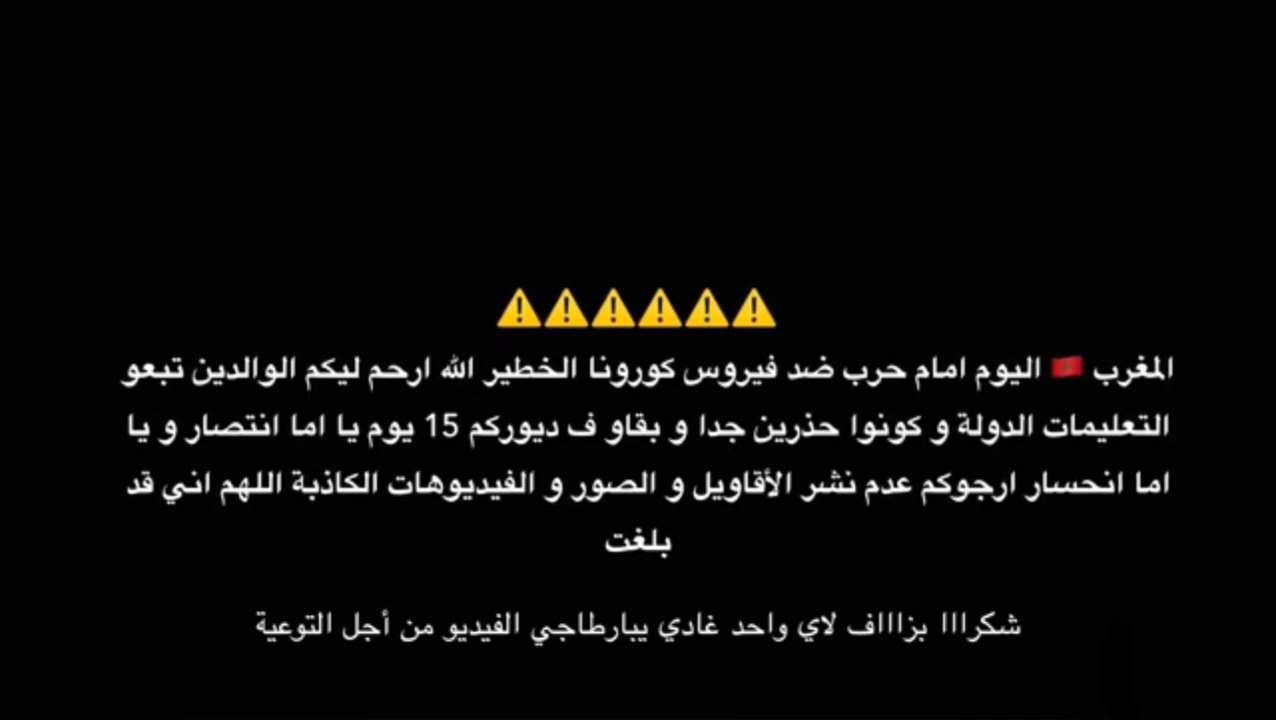 ⚠️⚠️⚠️⚠️⚠️⚠️
المغرب 🇲🇦 اليوم امام حرب ضد فيروس كورونا الخطير الله ارحم ليكم الوالدين تبعو
التعليمات الدولة و كونوا حذرين جدا و بقاو ف ديوركم 15 يوم يا اما انتصار و يا
اما انحسار ارجوكم عدم نشر الأقاويل و الصور و الفيديوهات الكاذبة اللهم اني قد
بلغت
شكرااا بزاااف لاي واحد غادي يبارطاجي الفيديو من أجل التوعية